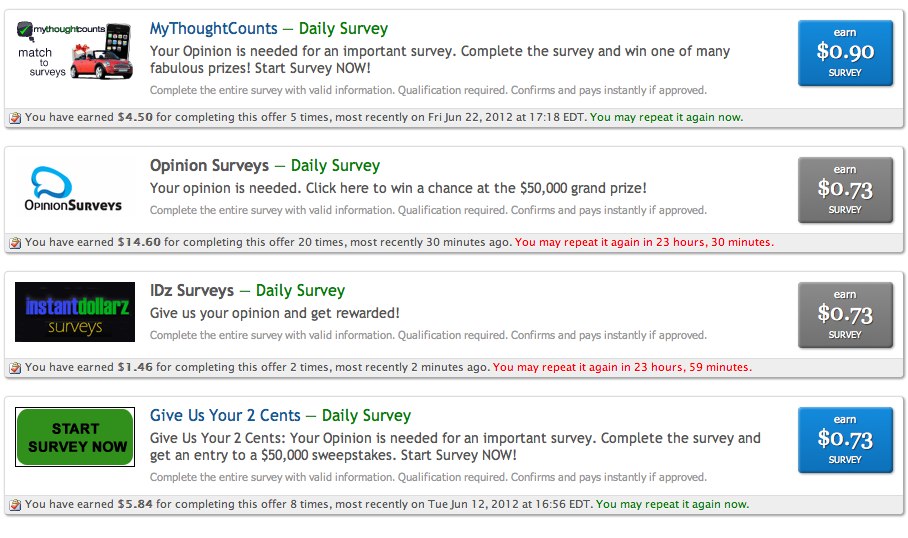 mythoughtcounts
match
to
surveys
MyThoughtCounts — Daily Survey
Your Opinion is needed for an important survey. Complete the survey and win one of many
fabulous prizes! Start Survey NOW!
Complete the entire survey with valid information. Qualification required. Confirms and pays instantly if approved.
earn
$0.90
SURVEY
You have earned $4.50 for completing this offer 5 times, most recently on Fri Jun 22, 2012 at 17:18 EDT. You may repeat it again now.
OPINIONSURVEYS
Opinion Surveys — Daily Survey
Your opinion is needed. Click here to win a chance at the $50,000 grand prize!
Complete the entire survey with valid information. Qualification required. Confirms and pays instantly if approved.
earn
$0.73
SURVEY
You have earned $14.60 for completing this offer 20 times, most recently 30 minutes ago. You may repeat it again in 23 hours, 30 minutes.
instantdollarz
surveys
IDz Surveys — Daily Survey
Give us your opinion and get rewarded!
Complete the entire survey with valid information. Qualification required. Confirms and pays instantly if approved.
earn
$0.73
SURVEY
You have earned $1.46 for completing this offer 2 times, most recently 2 minutes ago. You may repeat it again in 23 hours, 59 minutes.
START
SURVEY NOW
Give Us Your 2 Cents — Daily Survey
Give Us Your 2 Cents: Your Opinion is needed for an important survey. Complete the survey and
get an entry to a $50,000 sweepstakes. Start Survey NOW!
Complete the entire survey with valid information. Qualification required. Confirms and pays instantly if approved.
earn
$0.73
SURVEY
You have earned $5.84 for completing this offer 8 times, most recently on Tue Jun 12, 2012 at 16:56 EDT. You may repeat it again now.